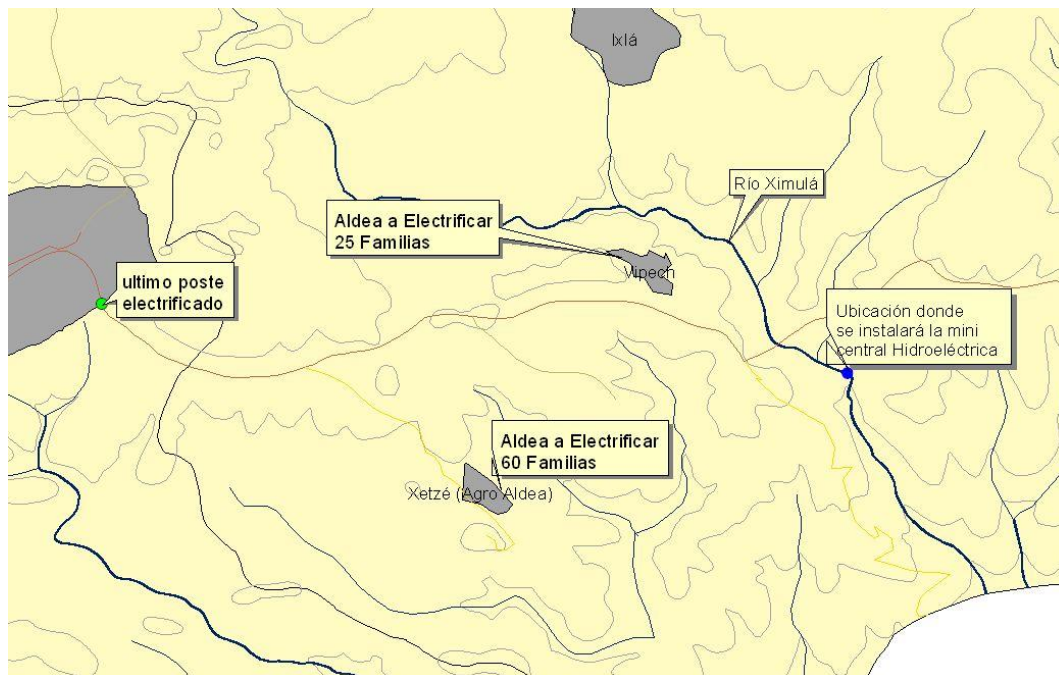 Ixlá
Río Ximulá
Aldea a Electrificar
25 Familias
Vipech
ultimo poste
electrificado
Ubicación donde
se instalará la mini
central Hidroeléctrica
Aldea a Electrificar
60 Familias
Xetzé (Agro Aldea)